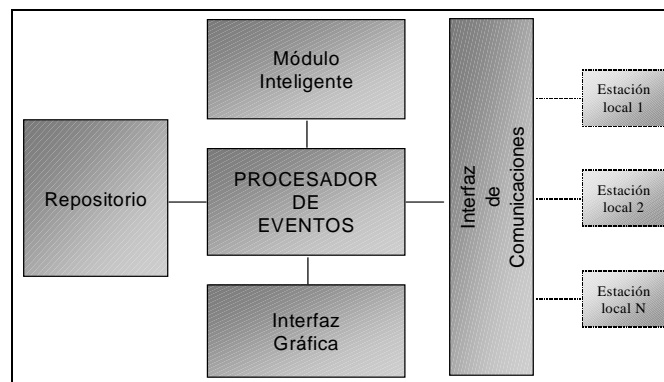 Módulo
Inteligente
Repositorio
PROCESADOR
DE
EVENTOS
Interfaz
Gráfica
Interfaz
de
Comunicaciones
Estación
local 1
Estación
local 2
Estación
local N